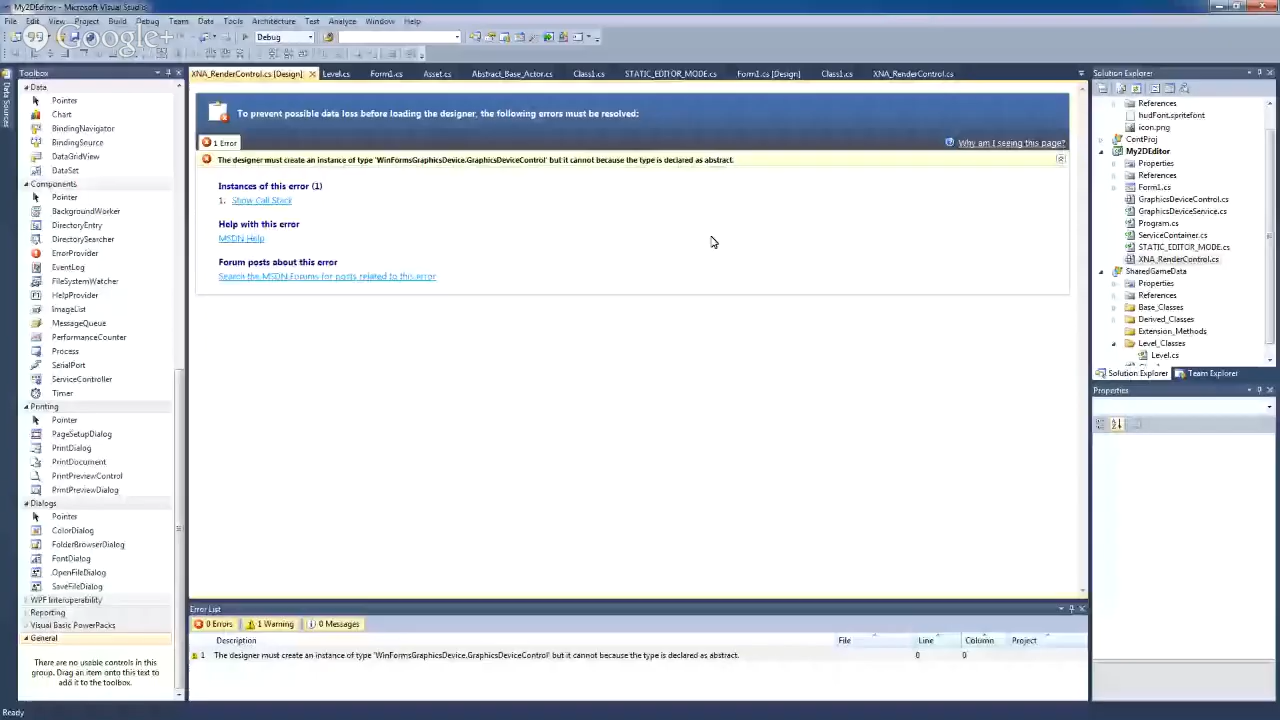 My2DEditor - Microsoft Visual Studio
File Edit View Project Build Debug Team Data Tools Architecture Test Analyze Window Help
Google+
Debug
Toolbox
XNA_RenderControl.cs [Design] Level.cs Form1.cs Asset.cs Abstract_Base_Actor.cs Class1.cs STATIC_EDITOR_MODE.cs Form1.cs [Design] Class1.cs XNA_RenderControl.cs
Data Sources
Data
Pointer
Chart
BindingNavigator
BindingSource
DataGridView
DataSet
Components
Pointer
BackgroundWorker
DirectoryEntry
DirectorySearcher
ErrorProvider
EventLog
FileSystemWatcher
HelpProvider
ImageList
MessageQueue
PerformanceCounter
Process
SerialPort
ServiceController
Timer
Printing
Pointer
PageSetupDialog
PrintDialog
PrintDocument
PrintPreviewControl
PrintPreviewDialog
Dialogs
Pointer
ColorDialog
FolderBrowserDialog
FontDialog
OpenFileDialog
SaveFileDialog
WPF Interoperability
Reporting
Visual Basic PowerPacks
General
There are no usable controls in this
group. Drag an item onto this text to
add it to the toolbox.
To prevent possible data loss before loading the designer, the following errors must be resolved:
1 Error
Why am I seeing this page?
The designer must create an instance of type 'WinFormsGraphicsDevice.GraphicsDeviceControl' but it cannot because the type is declared as abstract.
Instances of this error (1)
1. Show Call Stack
Help with this error
MSDN Help
Forum posts about this error
Search the MSDN Forums for posts related to this error
Error List
0 Errors 1 Warning 0 Messages
Description File Line Column Project
1 The designer must create an instance of type 'WinFormsGraphicsDevice.GraphicsDeviceControl' but it cannot because the type is declared as abstract. 0 0
Solution Explorer
References
hudFont.spritefont
icon.png
ContProj
My2DEditor
Properties
References
Form1.cs
GraphicsDeviceControl.cs
GraphicsDeviceService.cs
Program.cs
ServiceContainer.cs
STATIC_EDITOR_MODE.cs
XNA_RenderControl.cs
SharedGameData
Properties
References
Base_Classes
Derived_Classes
Extension_Methods
Level_Classes
Level.cs
Solution Explorer Team Explorer
Properties
Ready